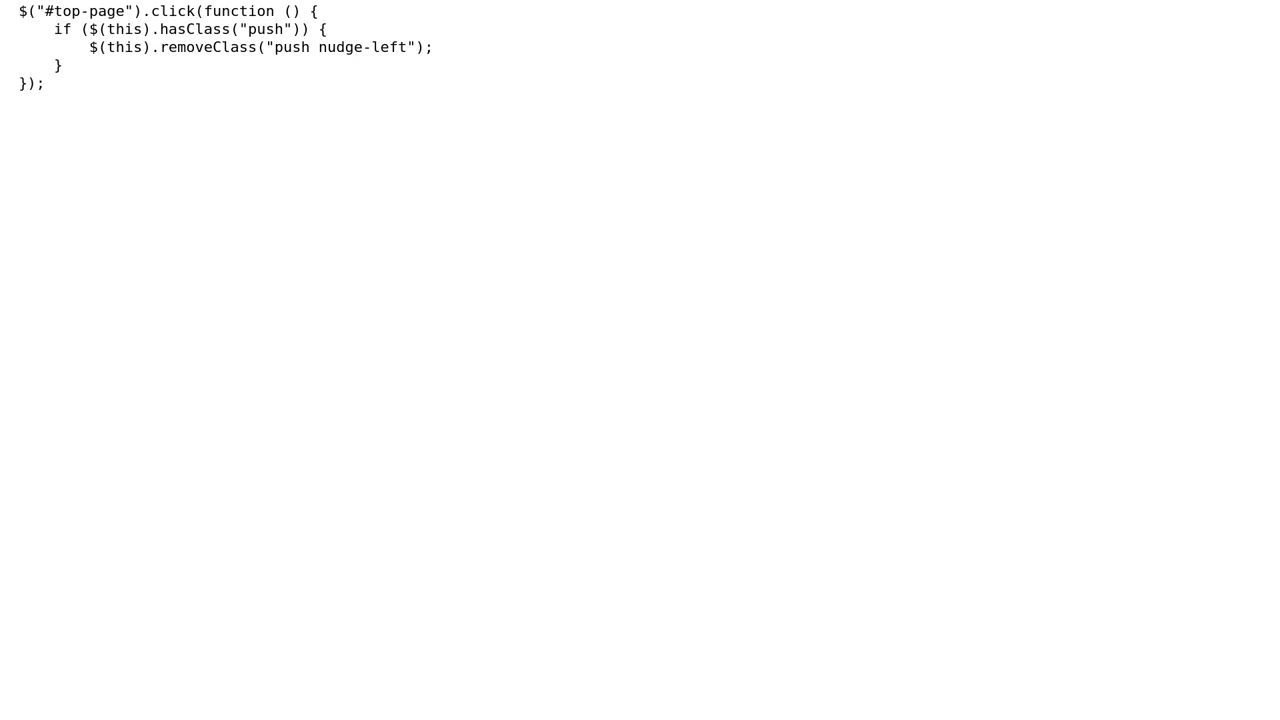 $("#top-page").click(function () {
    if ($(this).hasClass("push")) {
        $(this).removeClass("push nudge-left");
    }
});